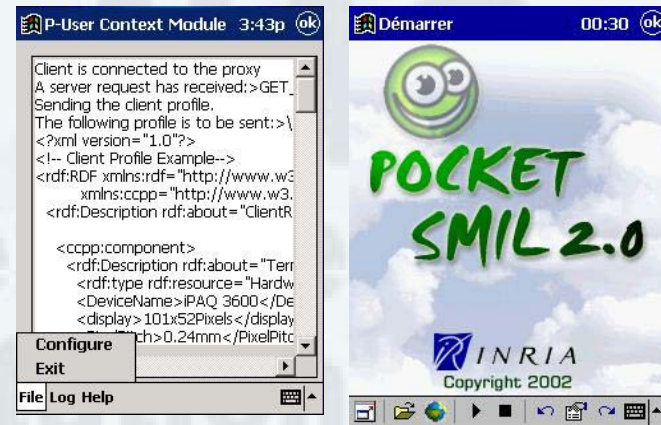 P-User Context Module 3:43p ok
Client is connected to the proxy
A server request has received:>GET_
Sending the client profile.
The following profile is to be sent:>\
<?xml version="1.0"?>
<!-- Client Profile Example-->
<rdf:RDF xmlns:rdf="http://www.w3
xmlns:ccpp="http://www.w3.
<rdf:Description rdf:about="ClientR
<ccpp:component>
<rdf:Description rdf:about="Terr
<rdf:type rdf:resource="Hardw
<DeviceName>iPAQ 3600</De
<display>101x52Pixels</display
>0.24mm</PixelPitc
Configure
Exit
File Log Help
Démarrer 00:30 ok
POCKET
SMIL 2.0
INRIA
Copyright 2002